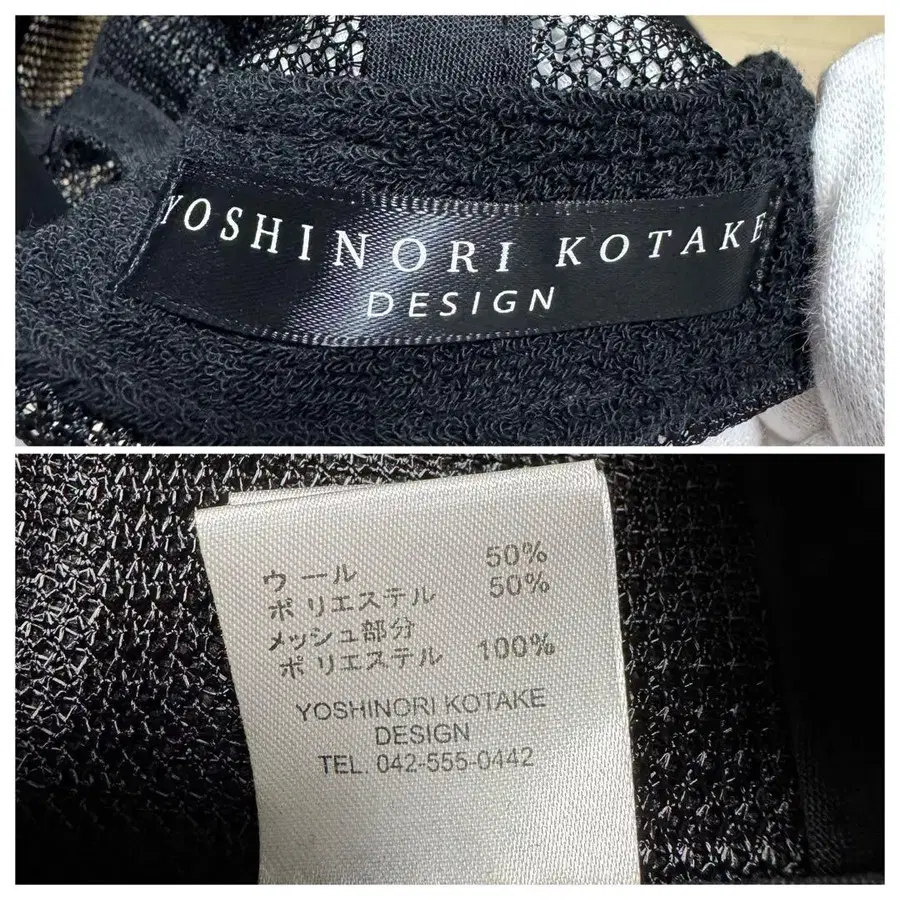 YOSHINORI KOTAKE
DESIGN
ウール 50%
ポリエステル 50%
メッシュ部分
ポリエステル 100%
YOSHINORI KOTAKE
DESIGN
TEL. 042-555-0442